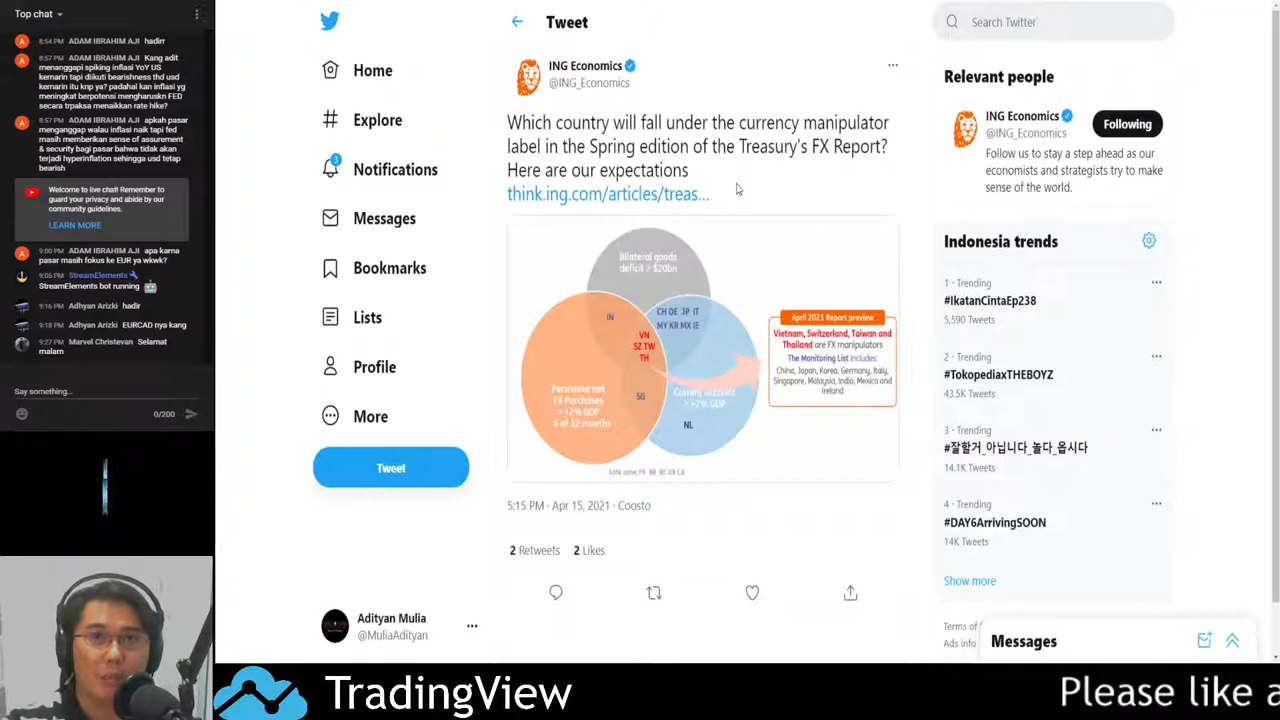 Top chat
8:54 PM ADAM IBRAHIM AJI hadirr
8:57 PM ADAM IBRAHIM AJI Kang adit
menanggapi spiking inflasi YoY US
kemarin tapi diikuti bearishness thd usd
kemarin itu knp ya? padahal kan inflasi yg
meningkat berpotensi mengharuskn FED
secara trpaksa menaikkan rate hike?
8:57 PM ADAM IBRAHIM AJI apakah pasar
menganggap walau inflasi naik tapi fed
masih memberikan sense of assurement
& security bagi pasar bahwa tidak akan
terjadi hyperinflation sehingga usd tetap
bearish
Welcome to live chat! Remember to
guard your privacy and abide by our
community guidelines.
LEARN MORE
9:00 PM ADAM IBRAHIM AJI apa karna
pasar masih fokus ke EUR ya wkwk?
9:05 PM StreamElements
StreamElements bot running
9:16 PM Adhyan Arizki hadir
9:18 PM Adhyan Arizki EURCAD nya kang
9:27 PM Marvel Christevan Selamat
malam
Say something...
0/200
Home
Explore
3
Notifications
Messages
Bookmarks
Lists
Profile
More
Tweet
Adityan Mulia
@MuliaAdityan
Tweet
ING Economics
@ING_Economics
Which country will fall under the currency manipulator
label in the Spring edition of the Treasury's FX Report?
Here are our expectations
think.ing.com/articles/treas...
Bilateral goods
deficit > $20bn
IN
CH DE JP IT
MY KR MX IE
VN
SZ TW
TH
Persistent net
FX Purchases
> +2% GDP
6 of 12 months
SG
Current account
> +2% GDP
NL
April 2021 Report preview
Vietnam, Switzerland, Taiwan and
Thailand are FX manipulators
The Monitoring List includes:
China, Japan, Korea, Germany, Italy,
Singapore, Malaysia, India, Mexico and
Ireland
5:15 PM · Apr 15, 2021 · Coosto
2 Retweets 2 Likes
Search Twitter
Relevant people
ING Economics
@ING_Economics
Following
Follow us to stay a step ahead as our
economists and strategists try to make
sense of the world.
Indonesia trends
1 · Trending
#IkatanCintaEp238
5,590 Tweets
2 · Trending
#TokopediaxTHEBOYZ
43.5K Tweets
3 · Trending
#잘할거_아닙니다_놀다_옵시다
14.1K Tweets
4 · Trending
#DAY6ArrivingSOON
14K Tweets
Show more
Terms of
Ads info
Messages
TradingView
Please like a